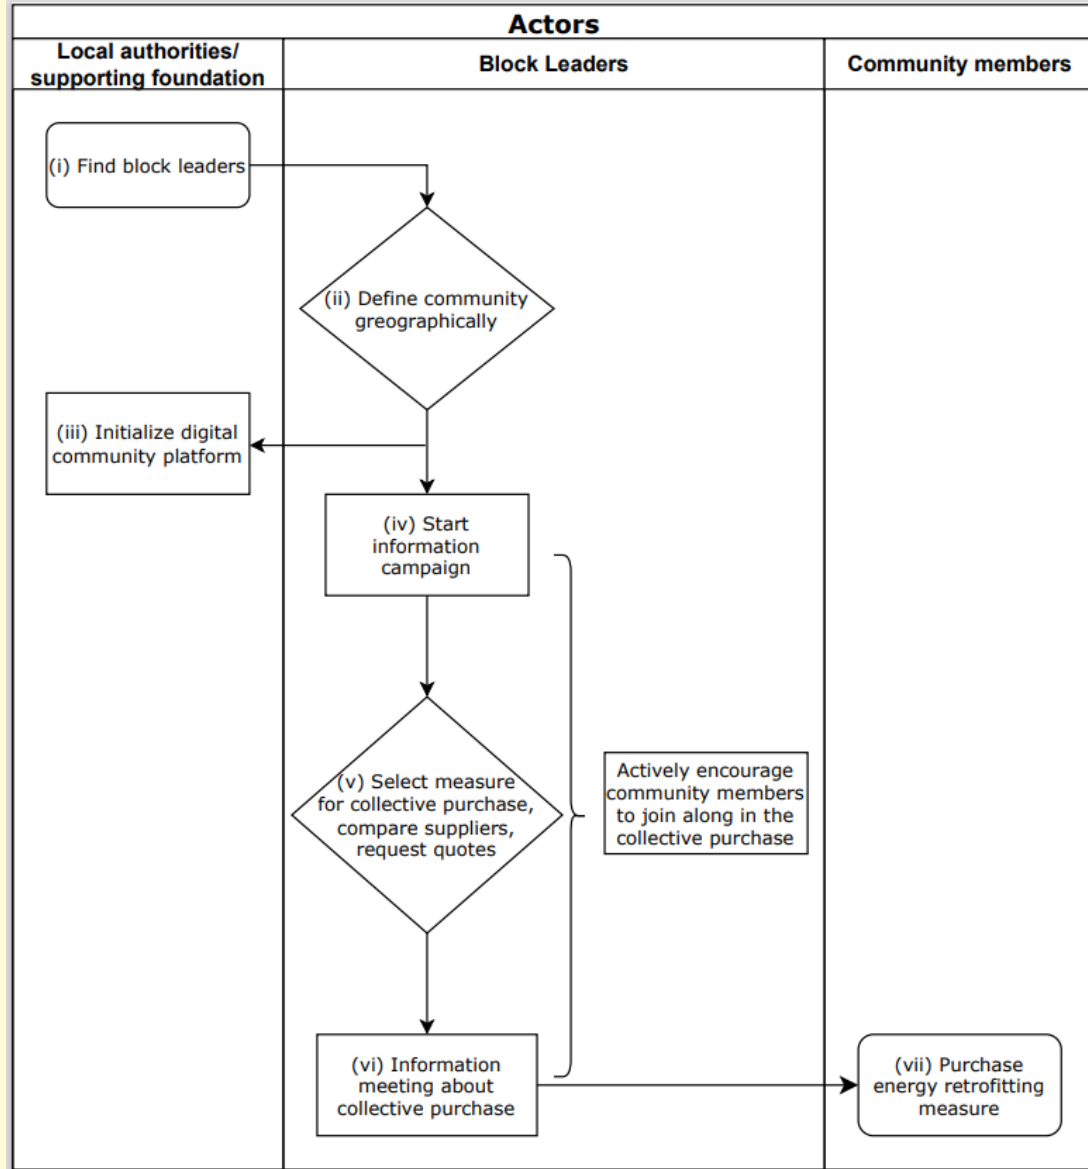 Actors
Local authorities/
supporting foundation
Block Leaders
Community members
(i) Find block leaders
(ii) Define community
greographically
(iii) Initialize digital
community platform
(iv) Start
information
campaign
(v) Select measure
for collective purchase,
compare suppliers,
request quotes
Actively encourage
community members
to join along in the
collective purchase
(vi) Information
meeting about
collective purchase
(vii) Purchase
energy retrofitting
measure